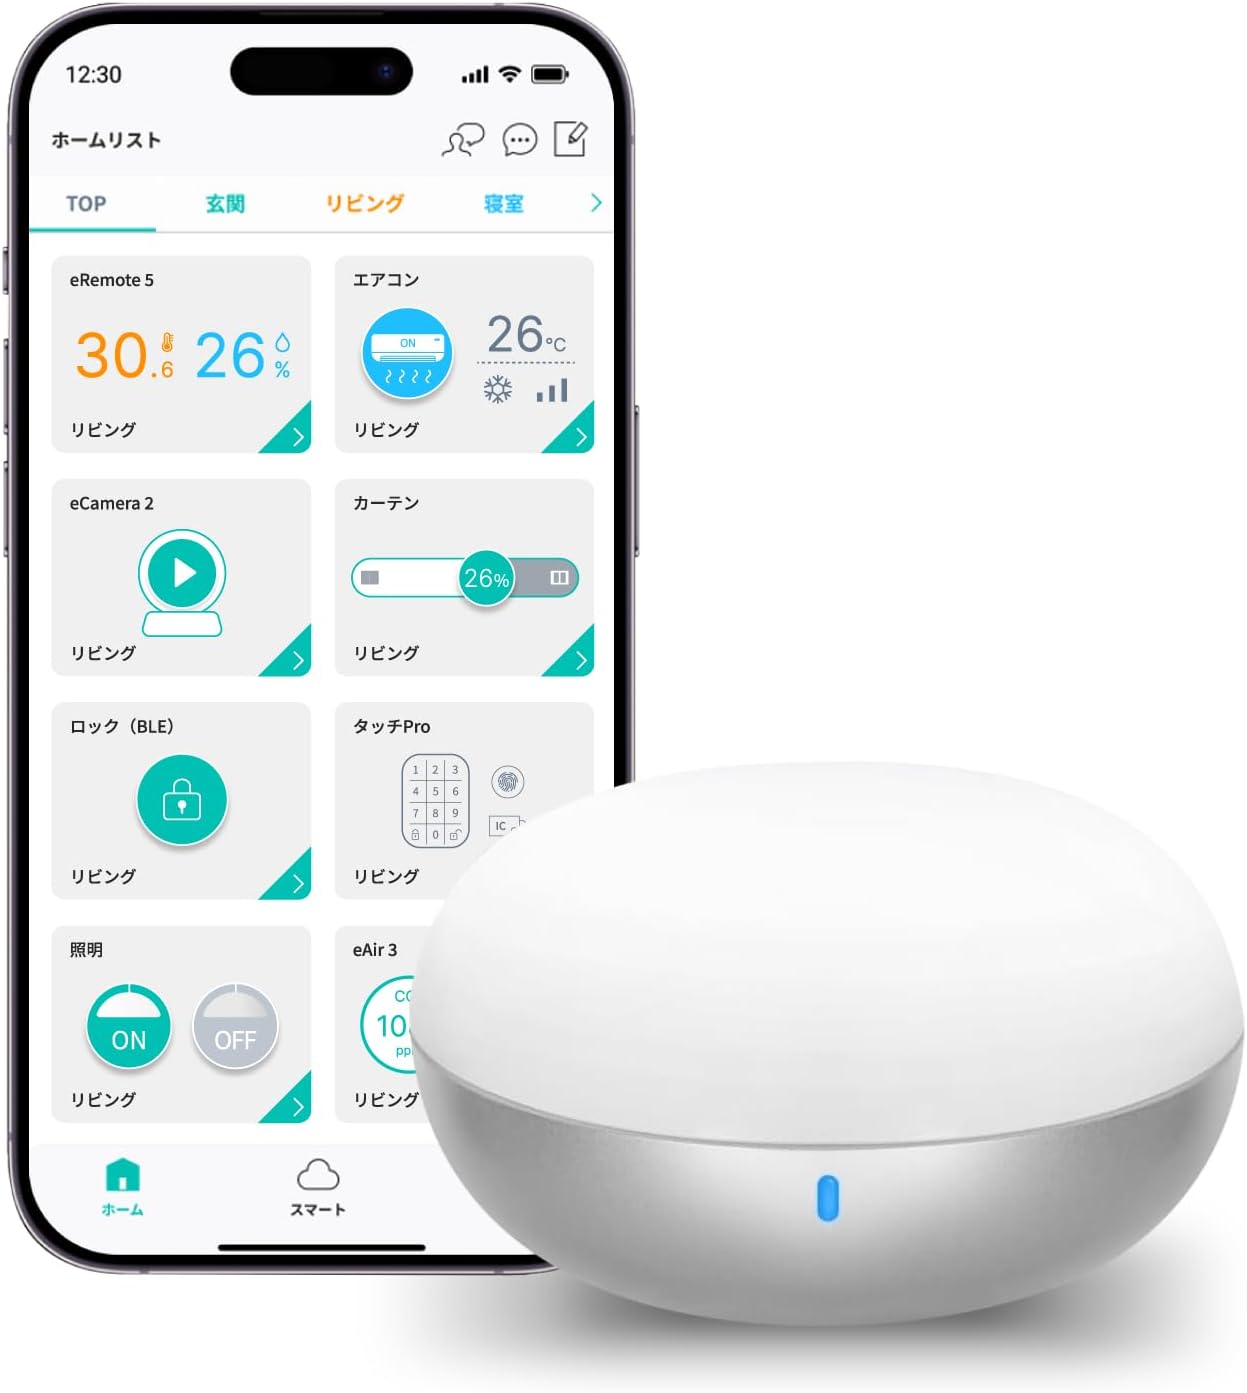 12:30
ホームリスト
TOP 玄関 リビング 寝室
eRemote 5
30.6 26 %
リビング
エアコン
ON
26°C
リビング
eCamera 2
リビング
カーテン
26%
リビング
ロック（BLE）
リビング
タッチPro
1 2 3
4 5 6
7 8 9
0
IC
リビング
照明
ON OFF
リビング
eAir 3
リビング
ホーム スマート